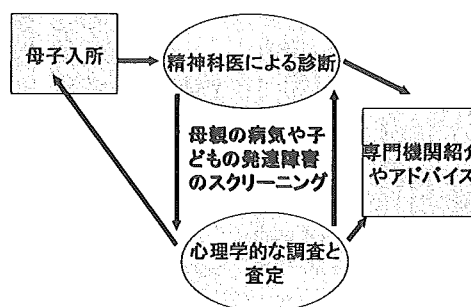 母子入所
精神科医による診断
母親の病気や子
どもの発達障害
のスクリーニング
専門機関紹介
やアドバイス
心理学的な調査と
査定